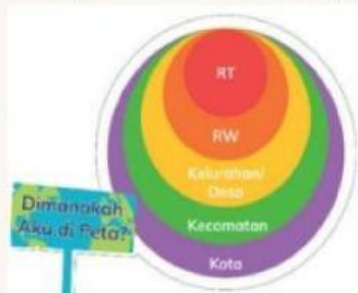 RT
RW
Kelurahan/
Desa
Kecamatan
Kota
Dimanakah
Aku di Peta?